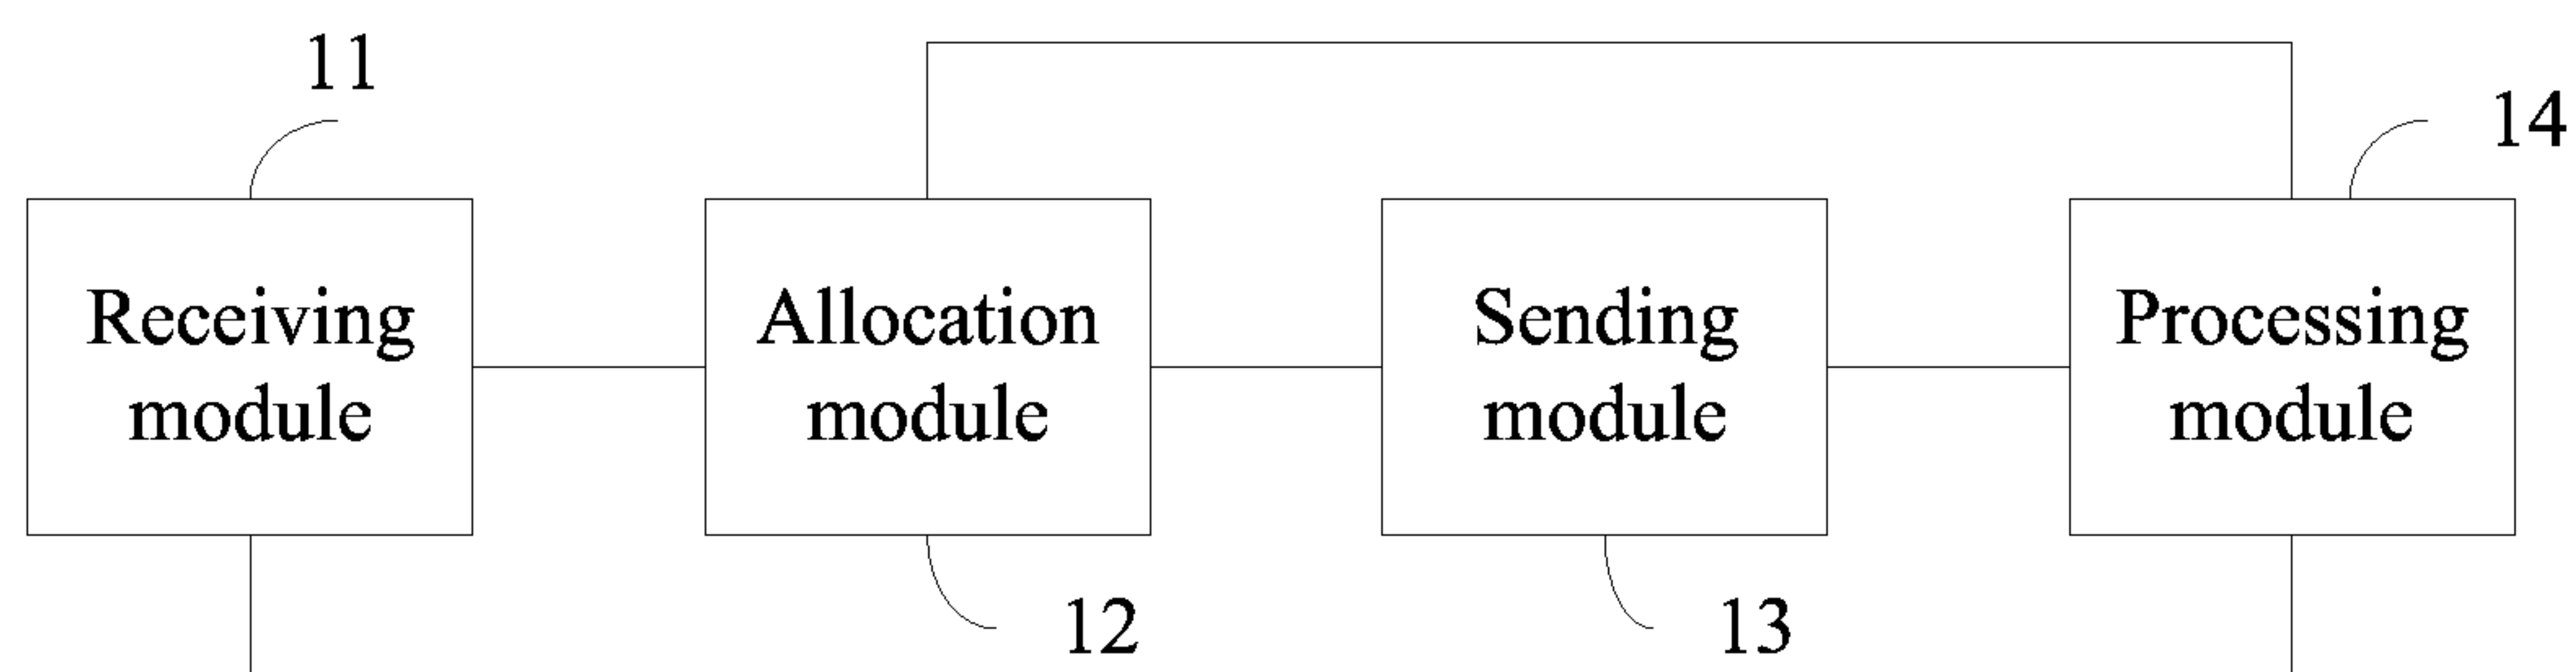 11
14
Receiving
module
Allocation
module
Sending
module
Processing
module
12
13